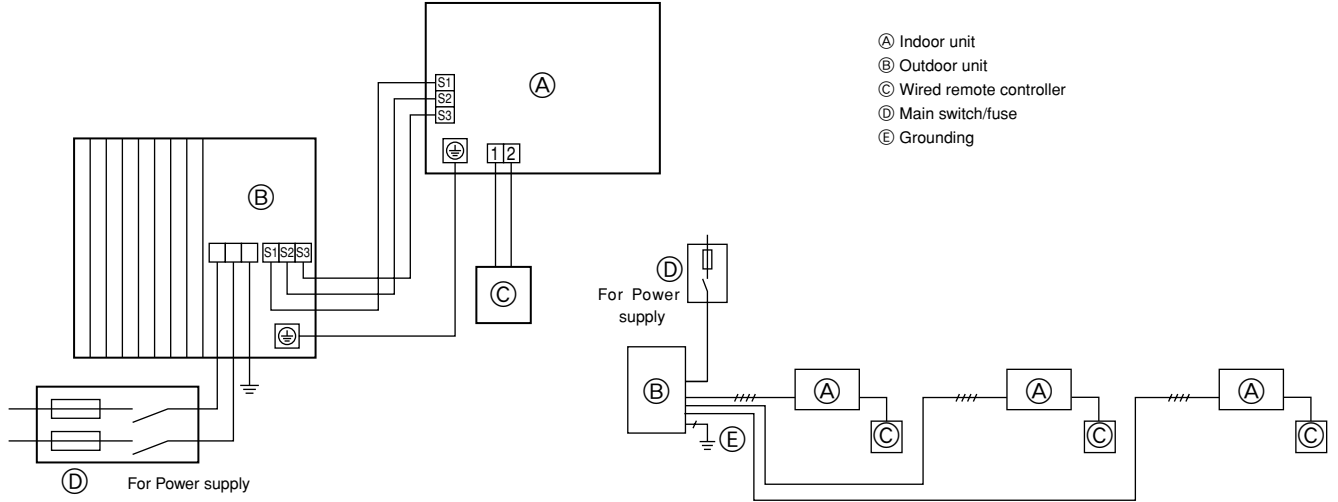 Ⓐ
S1
S2
S3
1 2
Ⓑ
S1 S2 S3
Ⓒ
Ⓓ
For Power supply
Ⓐ Indoor unit
Ⓑ Outdoor unit
Ⓒ Wired remote controller
Ⓓ Main switch/fuse
Ⓔ Grounding
Ⓓ
For Power
supply
Ⓑ
Ⓐ
Ⓐ
Ⓐ
Ⓒ
Ⓒ
Ⓒ
Ⓔ